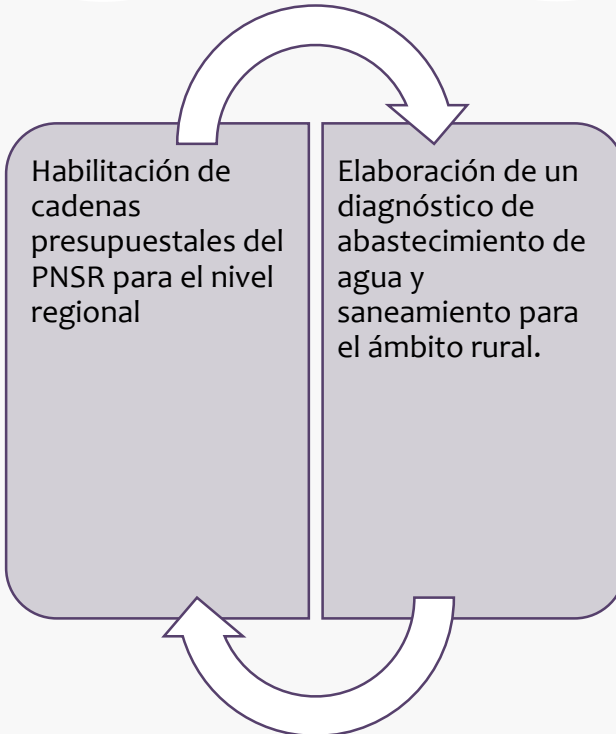 Habilitación de
cadenas
presupuestales del
PNSR para el nivel
regional
Elaboración de un
diagnóstico de
abastecimiento de
agua y
saneamiento para
el ámbito rural.